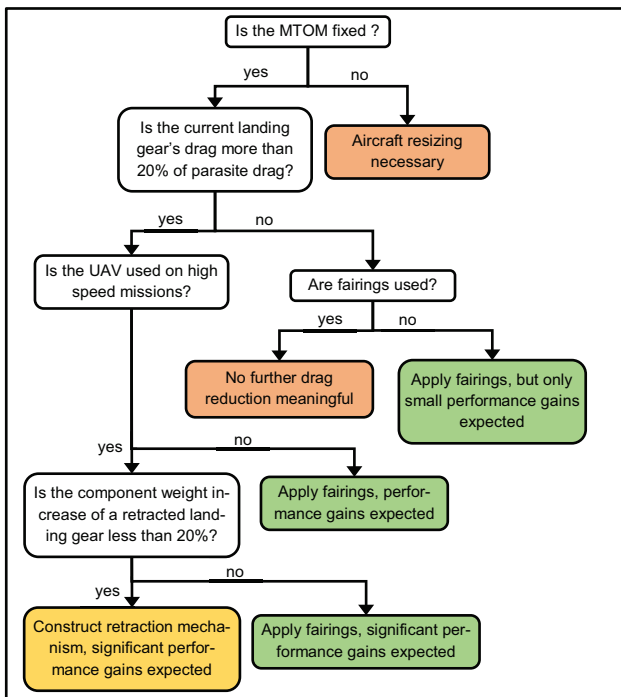 Is the MTOM fixed ?
yes
no
Is the current landing
gear's drag more than
20% of parasite drag?
Aircraft resizing
necessary
yes
no
Is the UAV used on high
speed missions?
Are fairings used?
yes
no
No further drag
reduction meaningful
Apply fairings, but only
small performance gains
expected
yes
no
Is the component weight in-
crease of a retracted land-
ing gear less than 20%?
Apply fairings, perfor-
mance gains expected
yes
no
Construct retraction mecha-
nism, significant perfor-
mance gains expected
Apply fairings, significant per-
formance gains expected